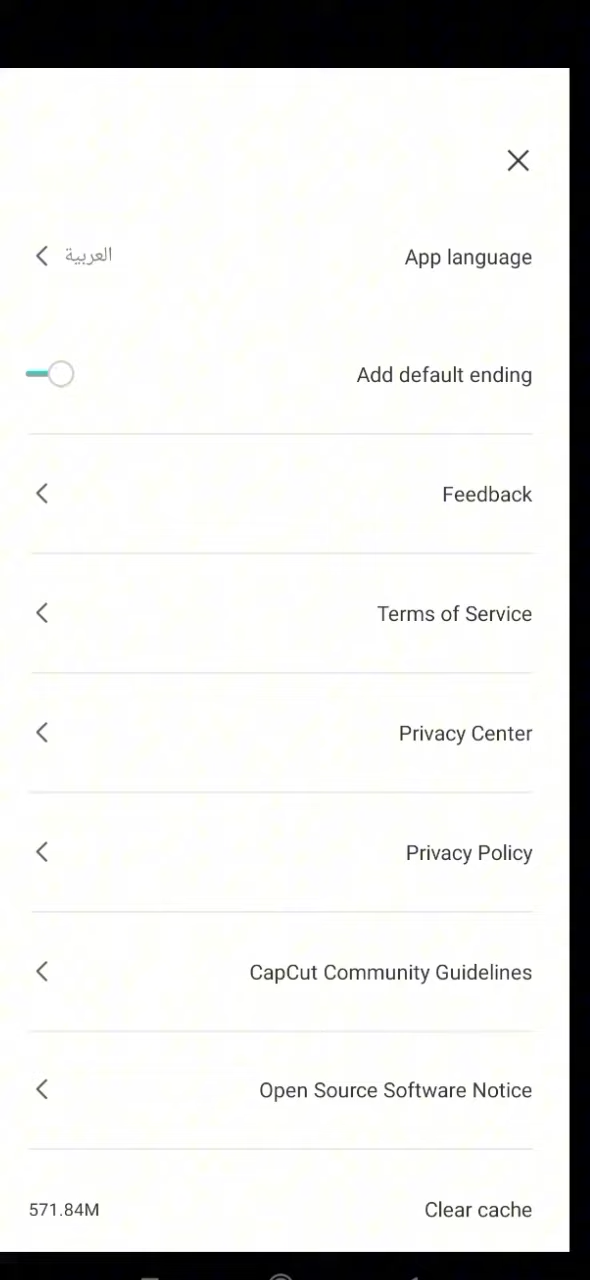 App language
العربية
Add default ending
Feedback
Terms of Service
Privacy Center
Privacy Policy
CapCut Community Guidelines
Open Source Software Notice
Clear cache
571.84M